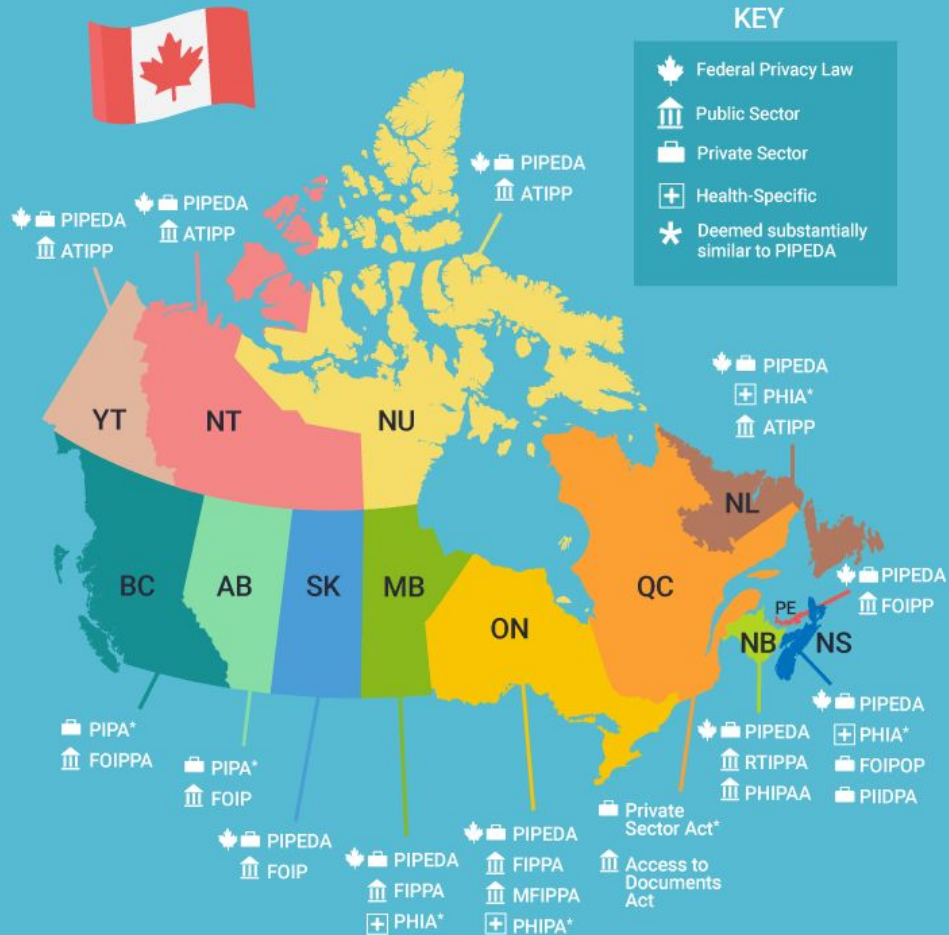 KEY
Federal Privacy Law
Public Sector
Private Sector
Health-Specific
* Deemed substantially
similar to PIPEDA
PIPEDA
ATIPP
PIPEDA
ATIPP
PIPEDA
ATIPP
PIPEDA
PHIA*
ATIPP
YT
NT
NU
NL
BC
AB
SK
MB
ON
QC
PE
NB
NS
PIPEDA
FOIPP
PIPA*
FOIPPA
PIPA*
FOIP
PIPEDA
FOIP
PIPEDA
FIPPA
PHIA*
PIPEDA
FIPPA
MFIPPA
PHIPA*
Private
Sector Act*
Access to
Documents
Act
PIPEDA
RTIPPA
PHIPAA
PIPEDA
PHIA*
FOIPOP
PIIDPA